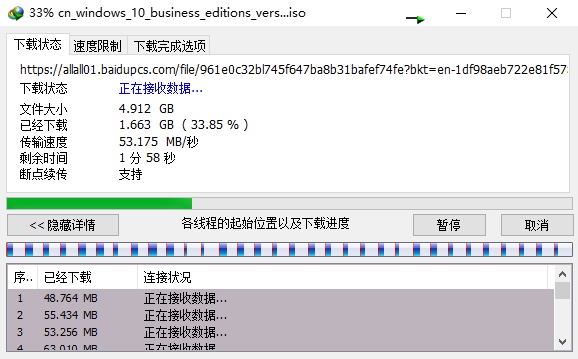 33% cn_windows_10_business_editions_vers...iso
下载状态 速度限制 下载完成选项
https://allall01.baidupcs.com/file/961e0c32bl745f647ba8b31bafef74fe?bkt=en-1df98aeb722e81f57
下载状态 正在接收数据...
文件大小 4.912 GB
已经下载 1.663 GB ( 33.85 % )
传输速度 53.175 MB/秒
剩余时间 1 分 58 秒
断点续传 支持
<< 隐藏详情 各线程的起始位置以及下载进度 暂停 取消
序.. 已经下载 连接状况
1 48.764 MB 正在接收数据...
2 55.434 MB 正在接收数据...
3 53.256 MB 正在接收数据...
4 63.010 MB 正在接收数据...